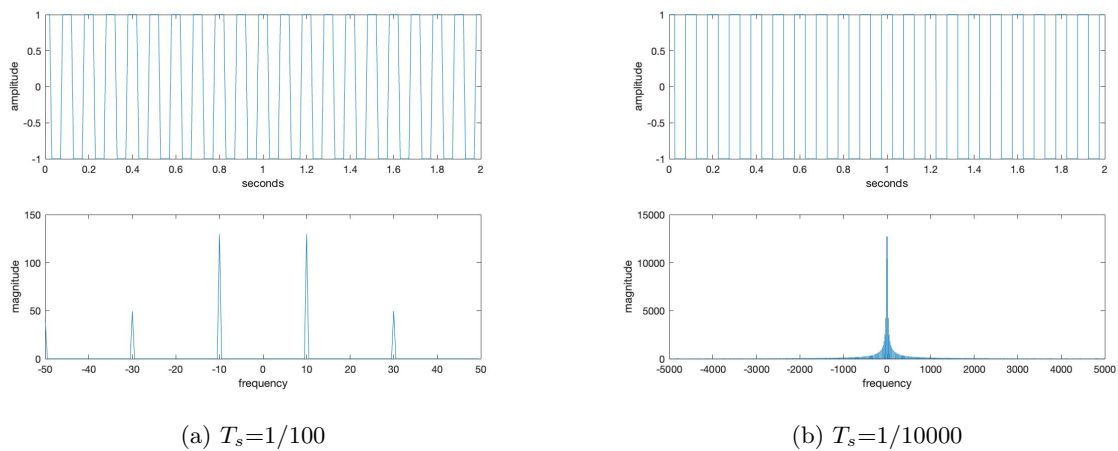 1
0.5
0
-0.5
-1
amplitude
0 0.2 0.4 0.6 0.8 1 1.2 1.4 1.6 1.8 2
seconds
150
100
50
0
magnitude
-50 -40 -30 -20 -10 0 10 20 30 40 50
frequency
(a) T_s=1/100
1
0.5
0
-0.5
-1
amplitude
0 0.2 0.4 0.6 0.8 1 1.2 1.4 1.6 1.8 2
seconds
15000
10000
5000
0
magnitude
-5000 -4000 -3000 -2000 -1000 0 1000 2000 3000 4000 5000
frequency
(b) T_s=1/10000